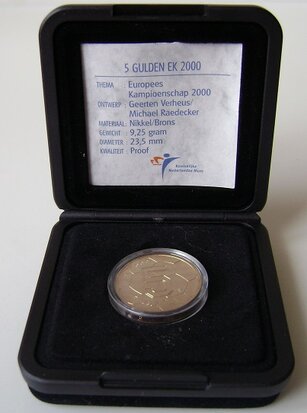 5 GULDEN EK 2000
THEMA : Europees
Kampioenschap 2000
ONTWERP : Geerten Verheus/
Michael Raedecker
MATERIAAL : Nikkel/Brons
GEWICHT : 9,25 gram
DIAMETER : 23,5 mm
KWALITEIT : Proof
Koninklijke
Nederlandse Munt